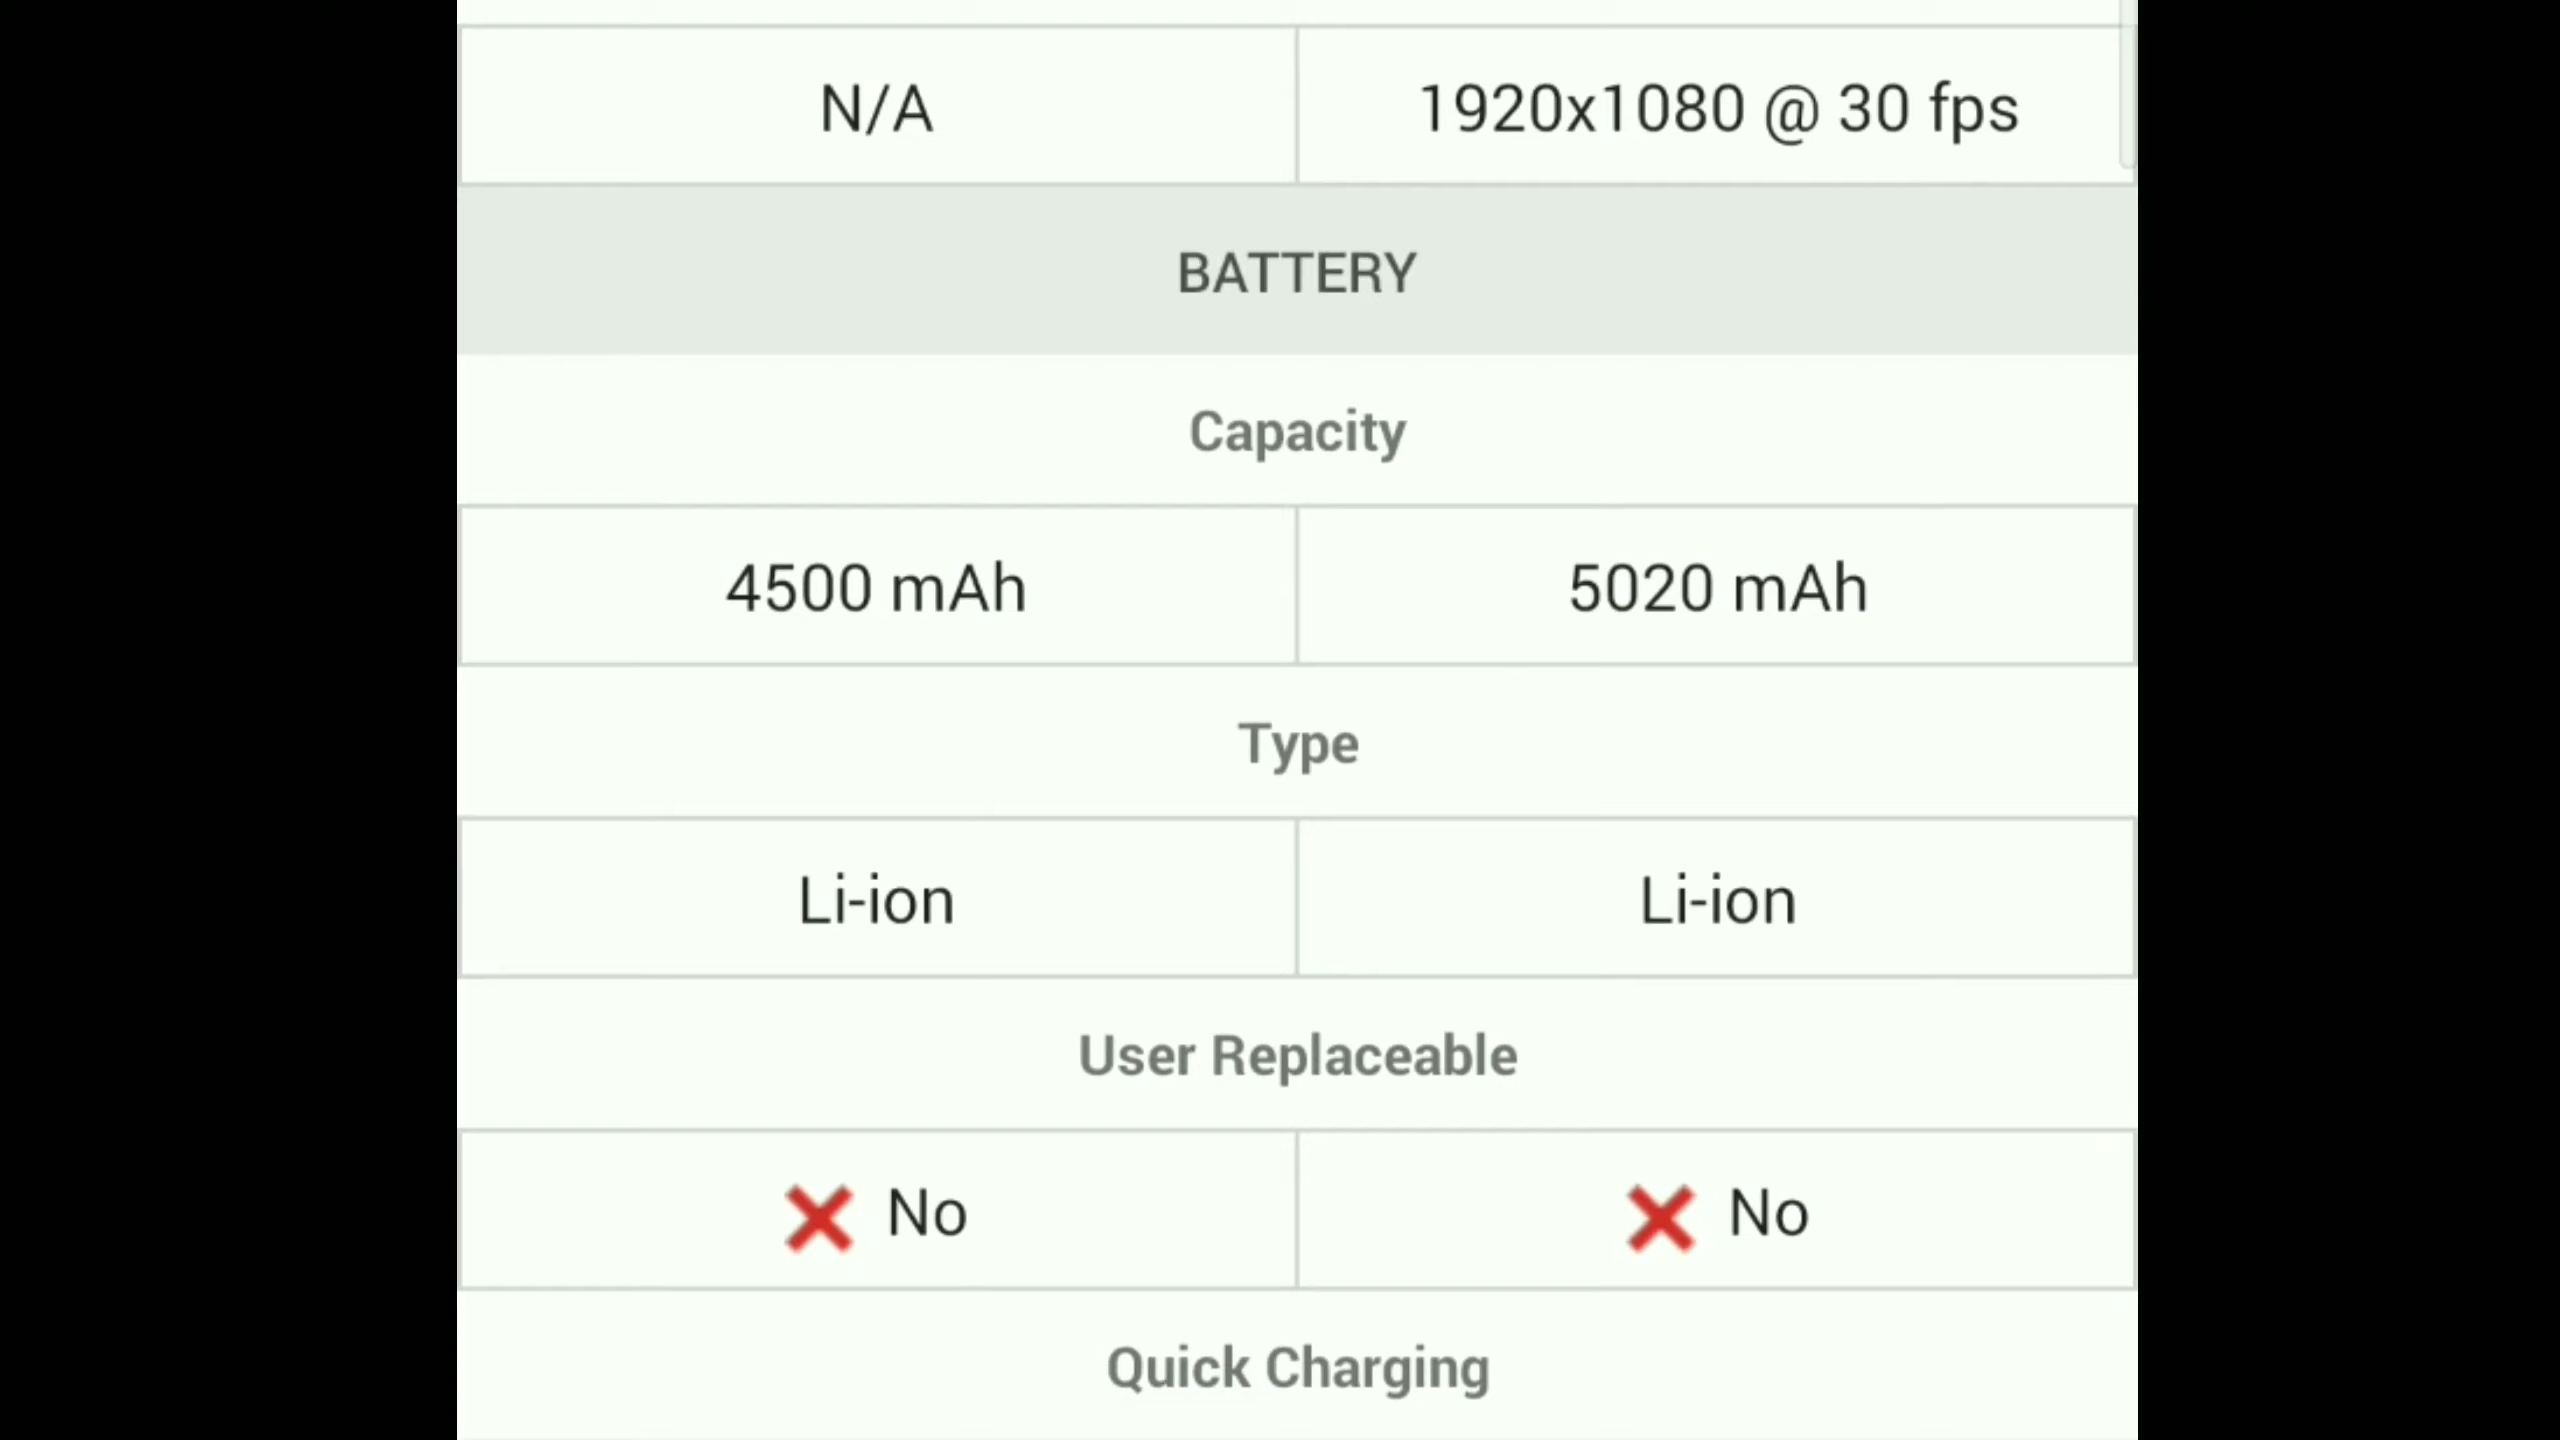 N/A 1920x1080 @ 30 fps
BATTERY
Capacity
4500 mAh 5020 mAh
Type
Li-ion Li-ion
User Replaceable
No No
Quick Charging